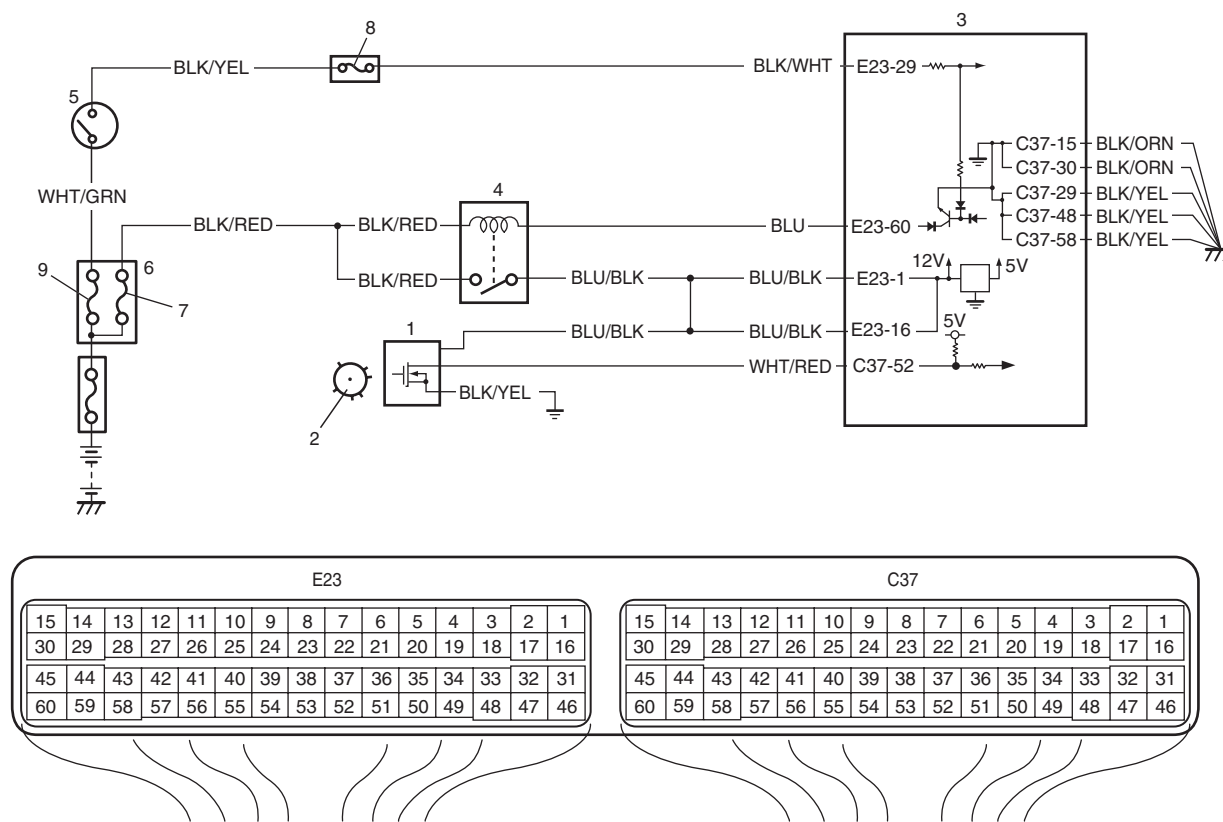 3
8
BLK/YEL
BLK/WHT
E23-29
5
C37-15
BLK/ORN
C37-30
BLK/ORN
WHT/GRN
4
C37-29
BLK/YEL
BLK/RED
BLK/RED
BLU
E23-60
C37-48
BLK/YEL
C37-58
BLK/YEL
9
6
12V
5V
BLK/RED
BLU/BLK
BLU/BLK
E23-1
7
1
BLU/BLK
BLU/BLK
E23-16
5V
WHT/RED
C37-52
BLK/YEL
2
E23
C37
15 14 13 12 11 10 9 8 7 6 5 4 3 2 1
15 14 13 12 11 10 9 8 7 6 5 4 3 2 1
30 29 28 27 26 25 24 23 22 21 20 19 18 17 16
30 29 28 27 26 25 24 23 22 21 20 19 18 17 16
45 44 43 42 41 40 39 38 37 36 35 34 33 32 31
45 44 43 42 41 40 39 38 37 36 35 34 33 32 31
60 59 58 57 56 55 54 53 52 51 50 49 48 47 46
60 59 58 57 56 55 54 53 52 51 50 49 48 47 46